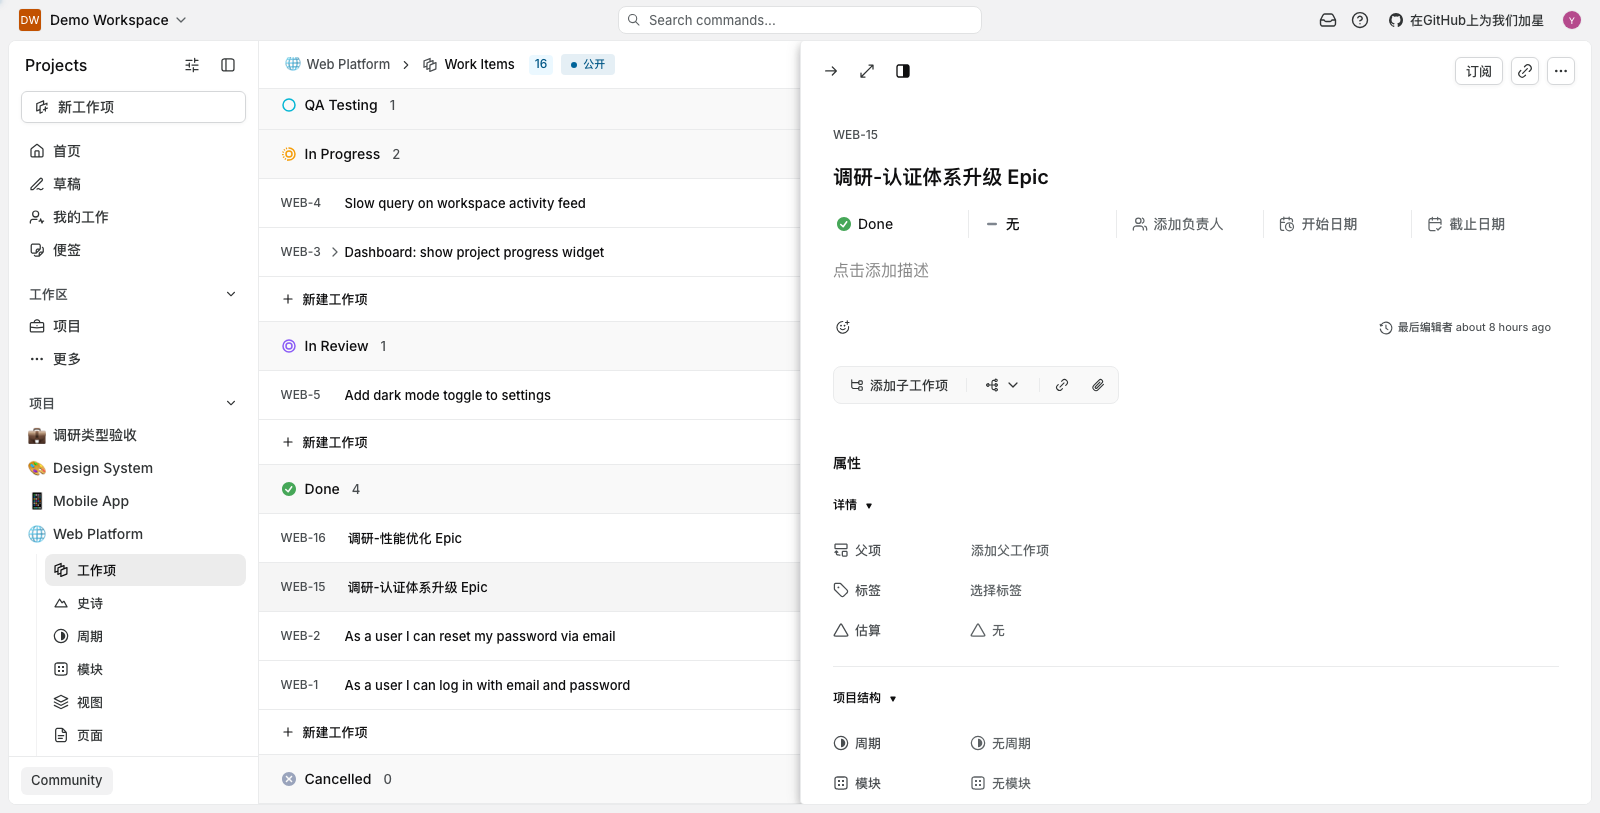 DW Demo Workspace
Search commands...
在GitHub上为我们加星
Y
Projects
新工作项
首页
草稿
我的工作
便签
工作区
项目
更多
项目
调研类型验收
Design System
Mobile App
Web Platform
工作项
史诗
周期
模块
视图
页面
Community
Web Platform
Work Items
16
公开
QA Testing 1
In Progress 2
WEB-4 Slow query on workspace activity feed
WEB-3 Dashboard: show project progress widget
新建工作项
In Review 1
WEB-5 Add dark mode toggle to settings
新建工作项
Done 4
WEB-16 调研-性能优化 Epic
WEB-15 调研-认证体系升级 Epic
WEB-2 As a user I can reset my password via email
WEB-1 As a user I can log in with email and password
新建工作项
Cancelled 0
订阅
WEB-15
调研-认证体系升级 Epic
Done
无
添加负责人
开始日期
截止日期
点击添加描述
最后编辑者 about 8 hours ago
添加子工作项
属性
详情
父项 添加父工作项
标签 选择标签
估算 无
项目结构
周期 无周期
模块 无模块